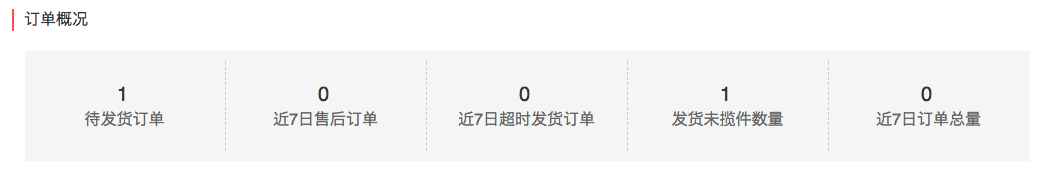 订单概况
1
待发货订单
0
近7日售后订单
0
近7日超时发货订单
1
发货未揽件数量
0
近7日订单总量